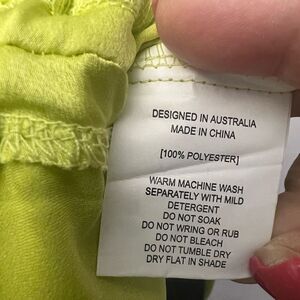 DESIGNED IN AUSTRALIA
MADE IN CHINA
[100% POLYESTER]
WARM MACHINE WASH
SEPARATELY WITH MILD
DETERGENT
DO NOT SOAK
DO NOT WRING OR RUB
DO NOT BLEACH
DO NOT TUMBLE DRY
DRY FLAT IN SHADE